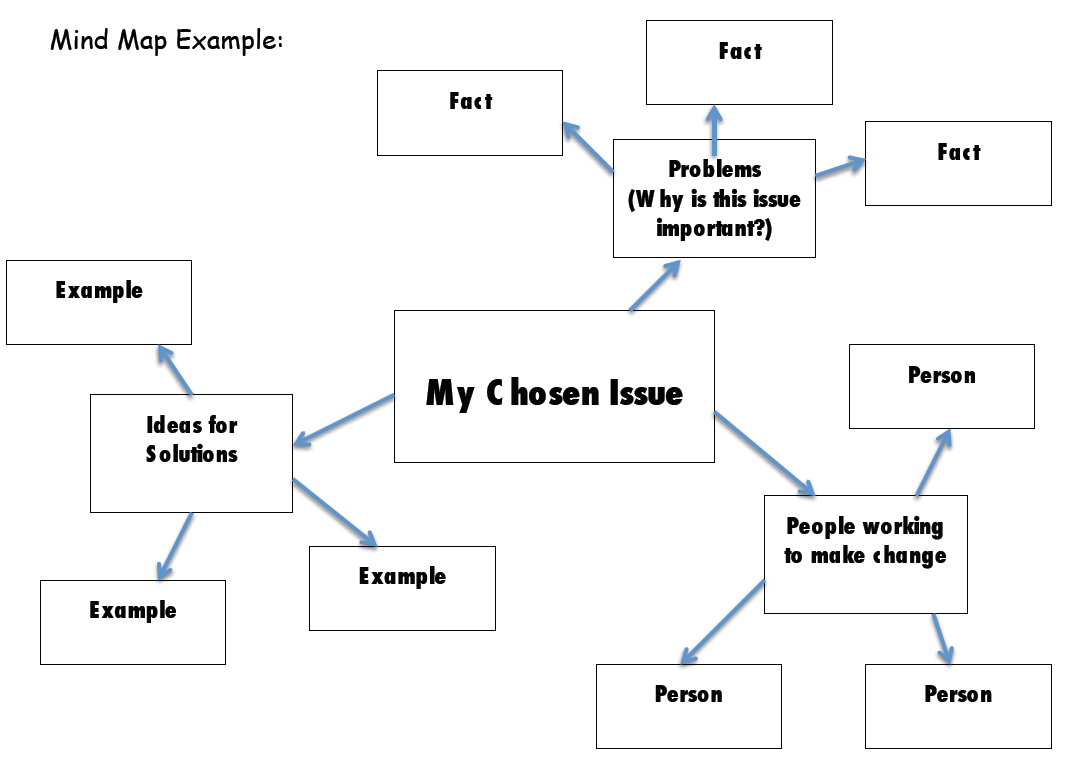 Mind Map Example:
Fact
Fact
Fact
Problems
(Why is this issue
important?)
Example
My Chosen Issue
Person
Ideas for
Solutions
People working
to make change
Example
Example
Person
Person